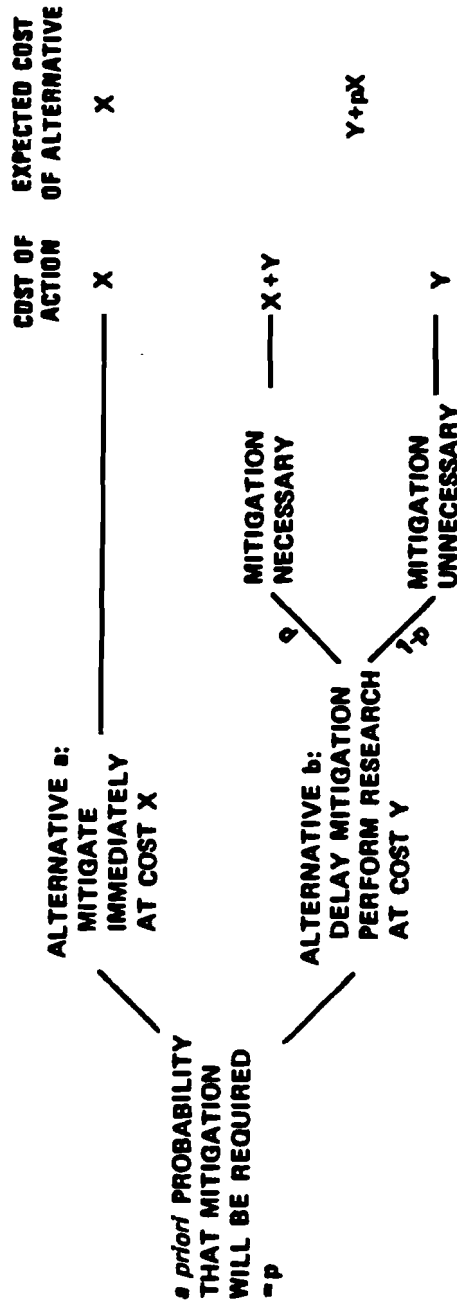 COST OF
ACTION
EXPECTED COST
OF ALTERNATIVE
a priori PROBABILITY
THAT MITIGATION
WILL BE REQUIRED
=p
ALTERNATIVE a:
MITIGATE
IMMEDIATELY
AT COST X
X
X
ALTERNATIVE b:
DELAY MITIGATION
PERFORM RESEARCH
AT COST Y
p
MITIGATION
NECESSARY
X+Y
1-p
MITIGATION
UNNECESSARY
Y
Y+pX